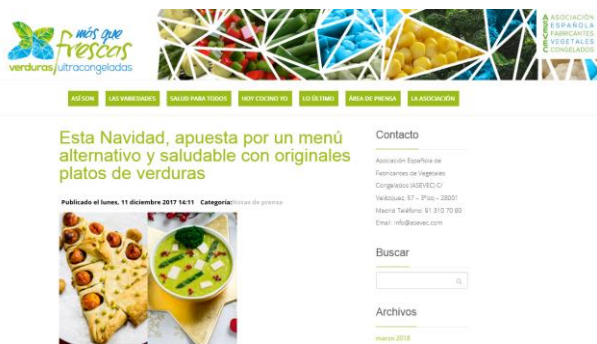 más que
frescas
verduras ultracongeladas
ASOCIACIÓN
ESPAÑOLA
FABRICANTES
VEGETALES
CONGELADOS
ASÍ SON
LAS VARIEDADES
SALUD PARA TODOS
HOY COCINO YO
LO ÚLTIMO
ÁREA DE PRENSA
LA ASOCIACIÓN
Esta Navidad, apuesta por un menú
alternativo y saludable con originales
platos de verduras
Publicado el lunes, 11 diciembre 2017 14:11 Categoría: Notas de prensa
Contacto
Asociación Española de
Fabricantes de Vegetales
Congelados (ASEVEC) C/
Velázquez, 57 – 3ºizq – 28001
Madrid Teléfono: 91 310 70 80
Email: info@asevec.com
Buscar
Archivos
marzo 2018